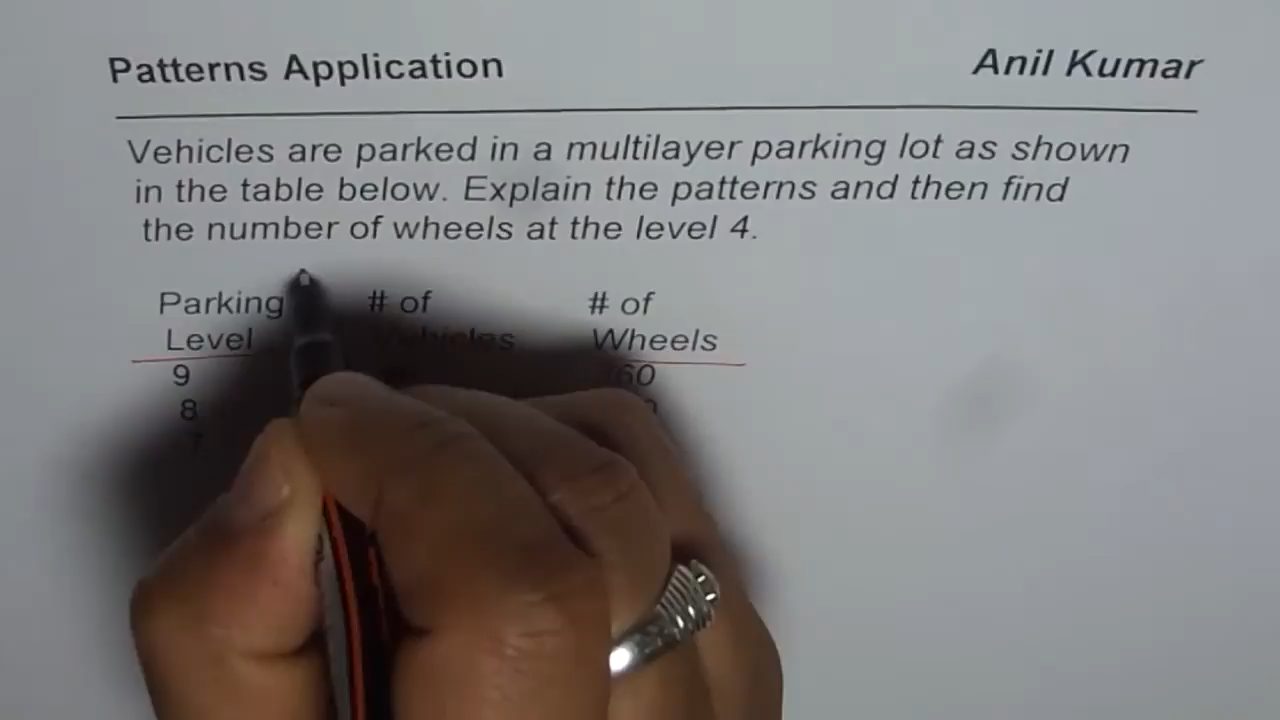 Patterns Application
Anil Kumar
Vehicles are parked in a multilayer parking lot as shown
in the table below. Explain the patterns and then find
the number of wheels at the level 4.
Parking # of # of
Level Vehicles Wheels
9
8
7